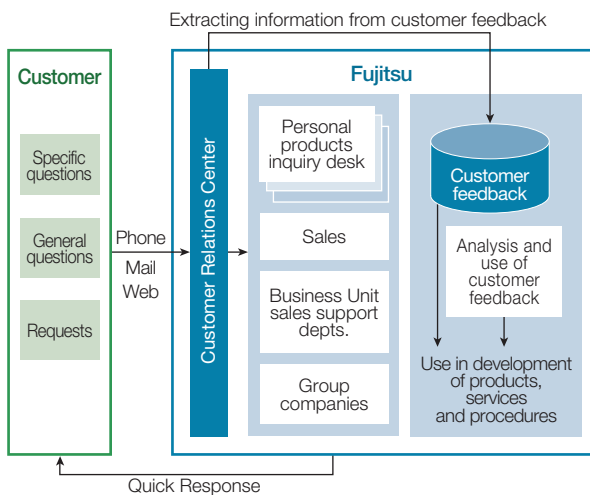 Extracting information from customer feedback
Customer
Specific
questions
General
questions
Requests
Phone
Mail
Web
Fujitsu
Customer Relations Center
Personal
products
inquiry desk
Sales
Business Unit
sales support
depts.
Group
companies
Customer
feedback
Analysis and
use of
customer
feedback
Use in development
of products,
services
and procedures
Quick Response